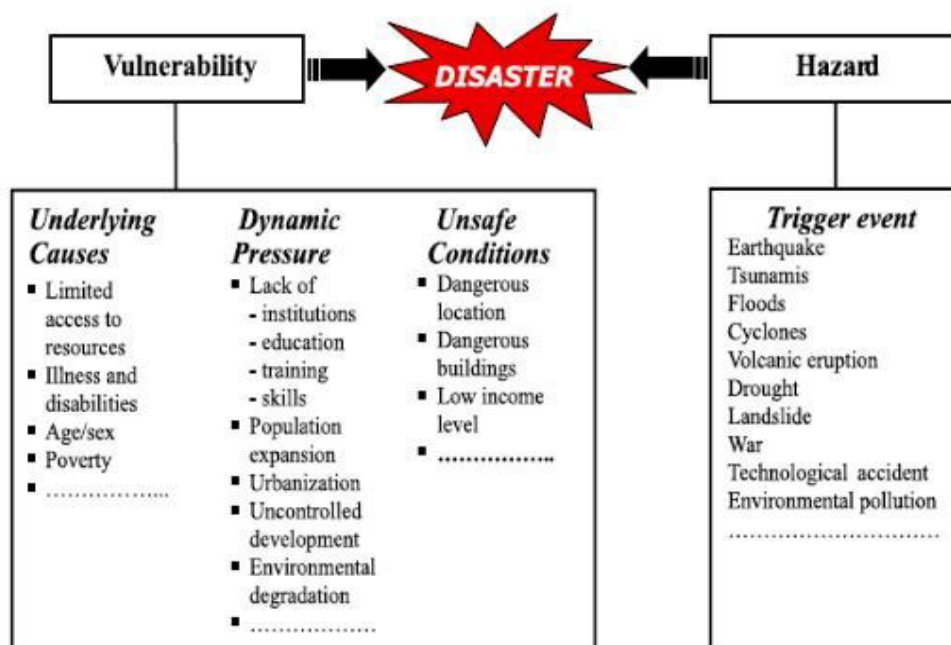 Vulnerability
DISASTER
Hazard
Underlying
Causes
▪ Limited
access to
resources
▪ Illness and
disabilities
▪ Age/sex
▪ Poverty
▪ ..................
Dynamic
Pressure
▪ Lack of
- institutions
- education
- training
- skills
▪ Population
expansion
▪ Urbanization
▪ Uncontrolled
development
▪ Environmental
degradation
▪ ..................
Unsafe
Conditions
▪ Dangerous
location
▪ Dangerous
buildings
▪ Low income
level
▪ ..................
Trigger event
Earthquake
Tsunamis
Floods
Cyclones
Volcanic eruption
Drought
Landslide
War
Technological accident
Environmental pollution
..............................